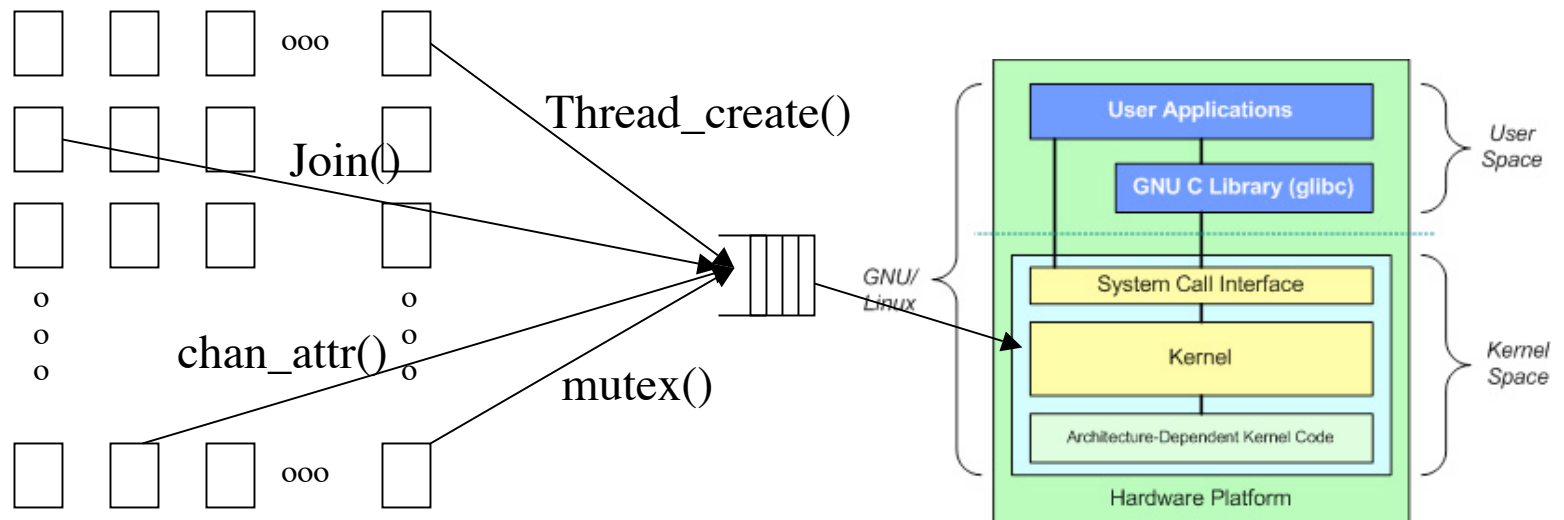 ooo
Thread_create()
Join()
o
o
o
o
o
o
chan_attr()
mutex()
ooo
GNU/
Linux
User Applications
GNU C Library (glibc)
User
Space
System Call Interface
Kernel
Architecture-Dependent Kernel Code
Kernel
Space
Hardware Platform